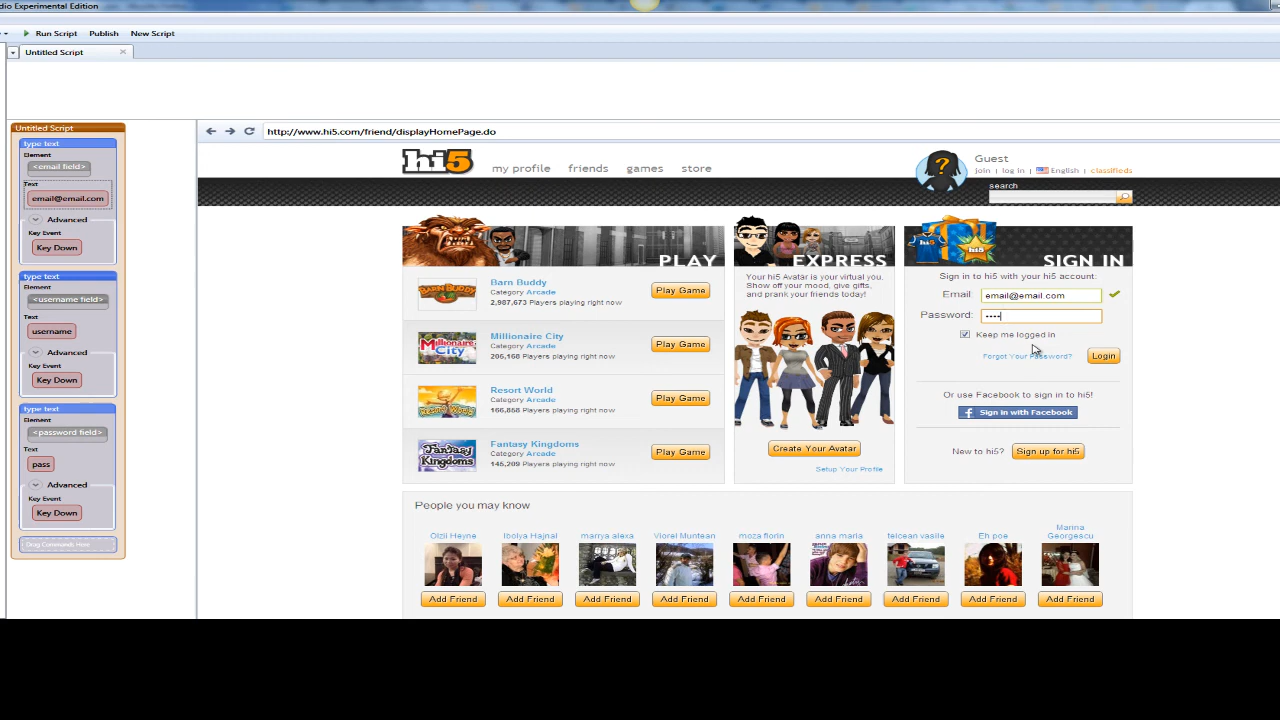 dio Experimental Edition
Run Script Publish New Script
Untitled Script
Untitled Script
type text
Element
<email field>
Text
email@email.com
Advanced
Key Event
Key Down
type text
Element
<username field>
Text
username
Advanced
Key Event
Key Down
type text
Element
<password field>
Text
pass
Advanced
Key Event
Key Down
Drag Commands Here
http://www.hi5.com/friend/displayHomePage.do
hi5 my profile friends games store
Guest
join log in English classifieds
search
PLAY
Barn Buddy
Category Arcade
2,987,673 Players playing right now
Play Game
Millionaire City
Category Arcade
206,168 Players playing right now
Play Game
Resort World
Category Arcade
166,858 Players playing right now
Play Game
Fantasy Kingdoms
Category Arcade
145,209 Players playing right now
Play Game
EXPRESS
Your hi5 Avatar is your virtual you.
Show off your mood, give gifts,
and prank your friends today!
Create Your Avatar
Setup Your Profile
SIGN IN
Sign in to hi5 with your hi5 account:
Email: email@email.com
Password: ••••
Keep me logged in
Forgot Your Password? Login
Or use Facebook to sign in to hi5!
Sign in with Facebook
New to hi5? Sign up for hi5
People you may know
Olzii Heyne Ibolya Hajnal marrya alexa Viorel Muntean moza florin anna maria telcean vasile Eh poe Marina Georgescu
Add Friend Add Friend Add Friend Add Friend Add Friend Add Friend Add Friend Add Friend Add Friend